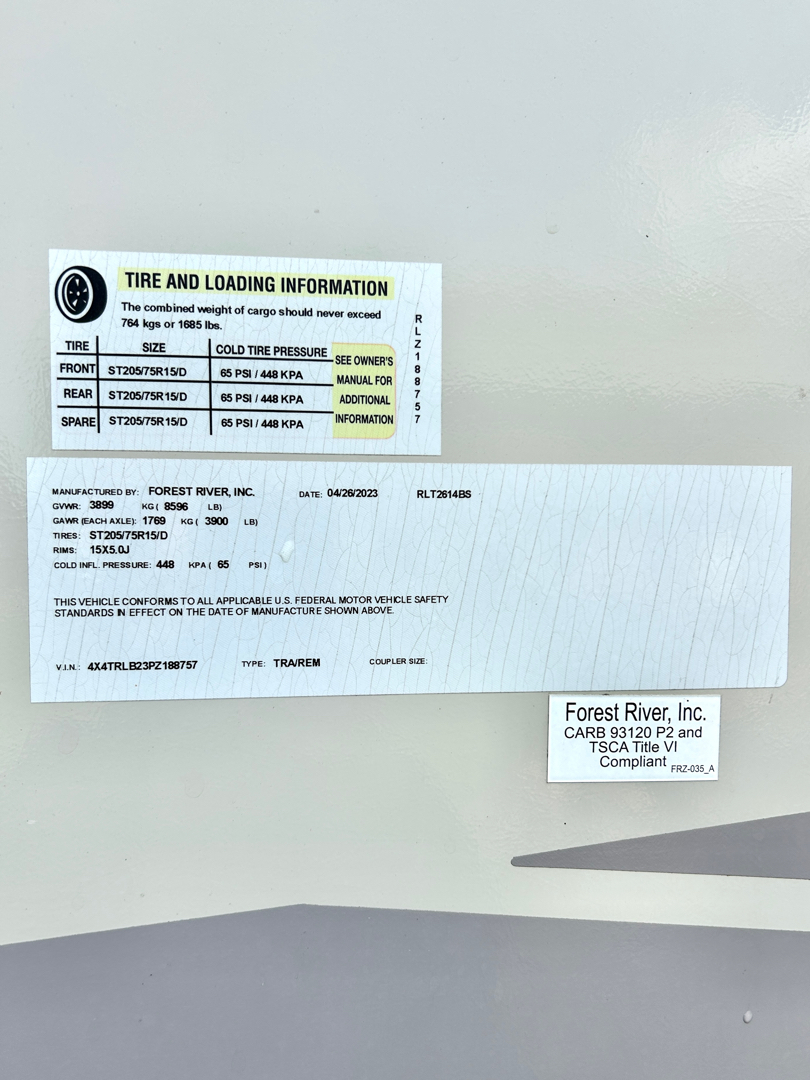 TIRE AND LOADING INFORMATION
The combined weight of cargo should never exceed
764 kgs or 1685 lbs.
TIRE SIZE COLD TIRE PRESSURE
FRONT ST205/75R15/D 65 PSI / 448 KPA
REAR ST205/75R15/D 65 PSI / 448 KPA
SPARE ST205/75R15/D 65 PSI / 448 KPA
SEE OWNER'S
MANUAL FOR
ADDITIONAL
INFORMATION
RLZ188757
MANUFACTURED BY: FOREST RIVER, INC. DATE: 04/26/2023 RLT2614BS
GVWR: 3899 KG ( 8596 LB)
GAWR (EACH AXLE): 1769 KG ( 3900 LB)
TIRES: ST205/75R15/D
RIMS: 15X5.0J
COLD INFL. PRESSURE: 448 KPA ( 65 PSI )
THIS VEHICLE CONFORMS TO ALL APPLICABLE U.S. FEDERAL MOTOR VEHICLE SAFETY
STANDARDS IN EFFECT ON THE DATE OF MANUFACTURE SHOWN ABOVE.
V.I.N.: 4X4TRLB23PZ188757 TYPE: TRA/REM COUPLER SIZE:
Forest River, Inc.
CARB 93120 P2 and
TSCA Title VI
Compliant FRZ-035_A